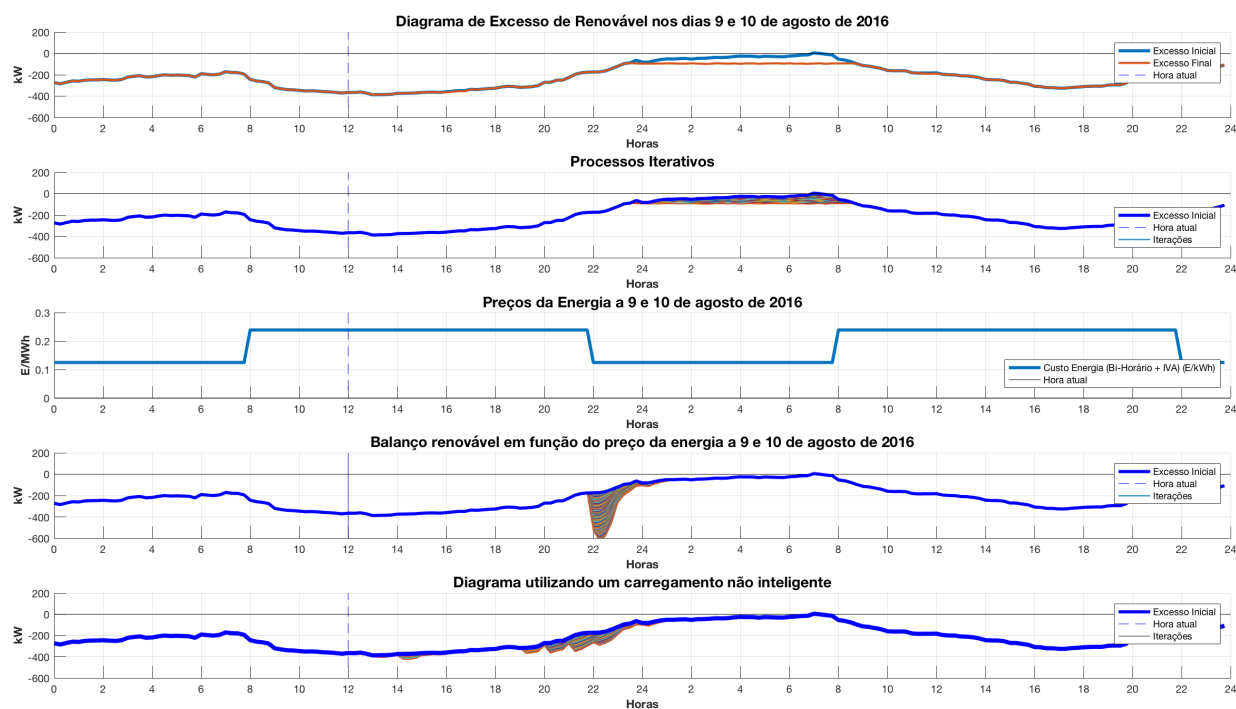 Diagrama de Excesso de Renovável nos dias 9 e 10 de agosto de 2016
200
0
-200
-400
-600
kW
Excesso Inicial
Excesso Final
Hora atual
0 2 4 6 8 10 12 14 16 18 20 22 24 2 4 6 8 10 12 14 16 18 20 22 24
Horas
Processos Iterativos
200
0
-200
-400
-600
kW
Excesso Inicial
Hora atual
Iterações
0 2 4 6 8 10 12 14 16 18 20 22 24 2 4 6 8 10 12 14 16 18 20 22 24
Horas
Preços da Energia a 9 e 10 de agosto de 2016
0.3
0.2
0.1
0
E/MWh
Custo Energia (Bi-Horário + IVA) (E/kWh)
Hora atual
0 2 4 6 8 10 12 14 16 18 20 22 24 2 4 6 8 10 12 14 16 18 20 22 24
Horas
Balanço renovável em função do preço da energia a 9 e 10 de agosto de 2016
200
0
-200
-400
-600
kW
Excesso Inicial
Hora atual
Iterações
0 2 4 6 8 10 12 14 16 18 20 22 24 2 4 6 8 10 12 14 16 18 20 22 24
Horas
Diagrama utilizando um carregamento não inteligente
200
0
-200
-400
-600
kW
Excesso Inicial
Hora atual
Iterações
0 2 4 6 8 10 12 14 16 18 20 22 24 2 4 6 8 10 12 14 16 18 20 22 24
Horas